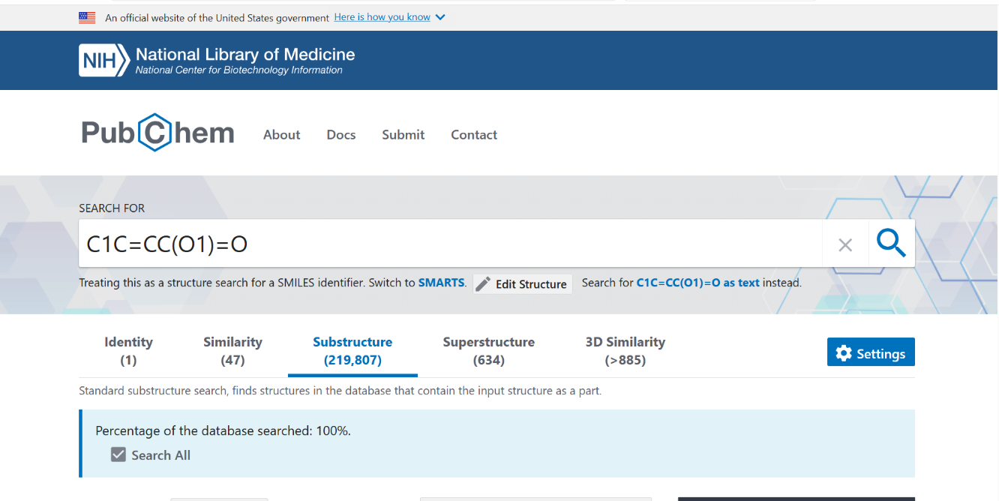 An official website of the United States government Here is how you know
NIH National Library of Medicine
National Center for Biotechnology Information
PubChem About Docs Submit Contact
SEARCH FOR
C1C=CC(O1)=O
Treating this as a structure search for a SMILES identifier. Switch to SMARTS. Edit Structure Search for C1C=CC(O1)=O as text instead.
Identity Similarity Substructure Superstructure 3D Similarity
(1) (47) (219,807) (634) (>885)
Settings
Standard substructure search, finds structures in the database that contain the input structure as a part.
Percentage of the database searched: 100%.
Search All